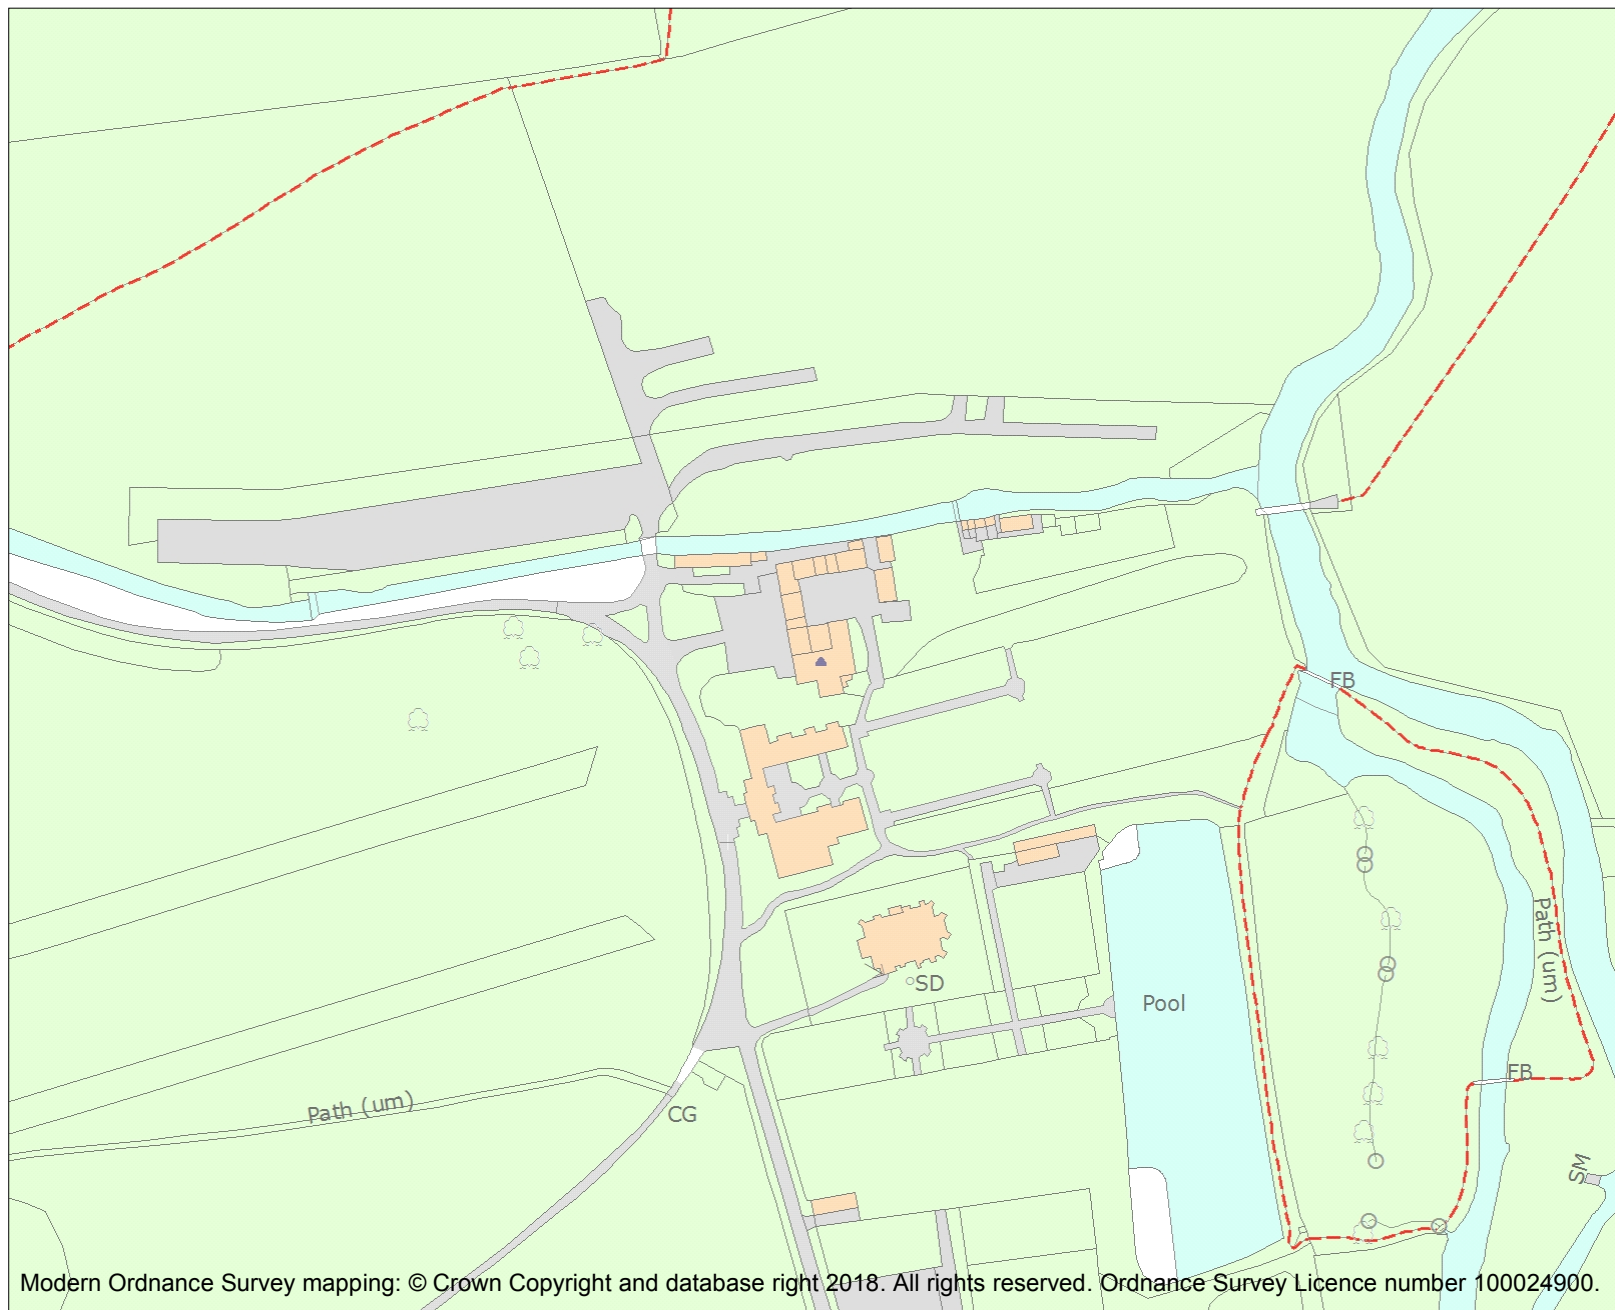 FB
Path (um)
SD
Pool
FB
Path (um)
CG
SM
Modern Ordnance Survey mapping: © Crown Copyright and database right 2018. All rights reserved. Ordnance Survey Licence number 100024900.